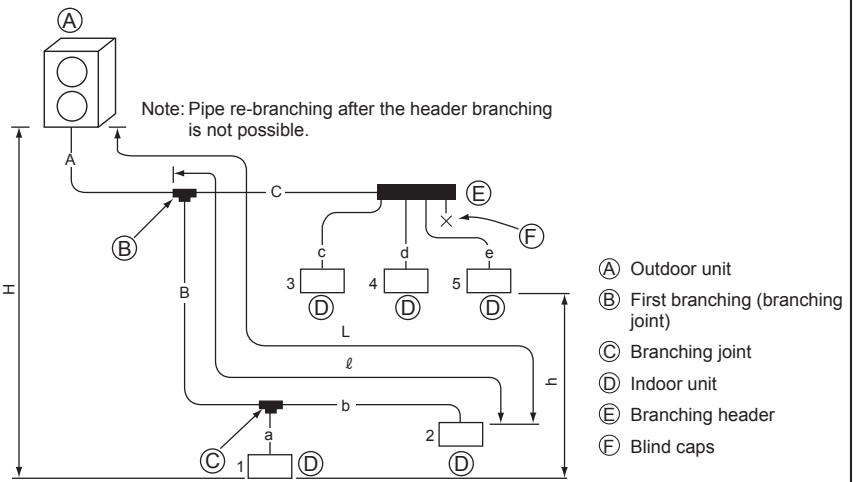 Ⓐ
Note: Pipe re-branching after the header branching
is not possible.
A
C
Ⓔ
Ⓕ
Ⓑ
c
d
e
3
4
5
Ⓓ
Ⓓ
Ⓓ
B
H
L
ℓ
h
b
a
2
1
Ⓒ
Ⓓ
Ⓓ
Ⓐ Outdoor unit
Ⓑ First branching (branching
joint)
Ⓒ Branching joint
Ⓓ Indoor unit
Ⓔ Branching header
Ⓕ Blind caps